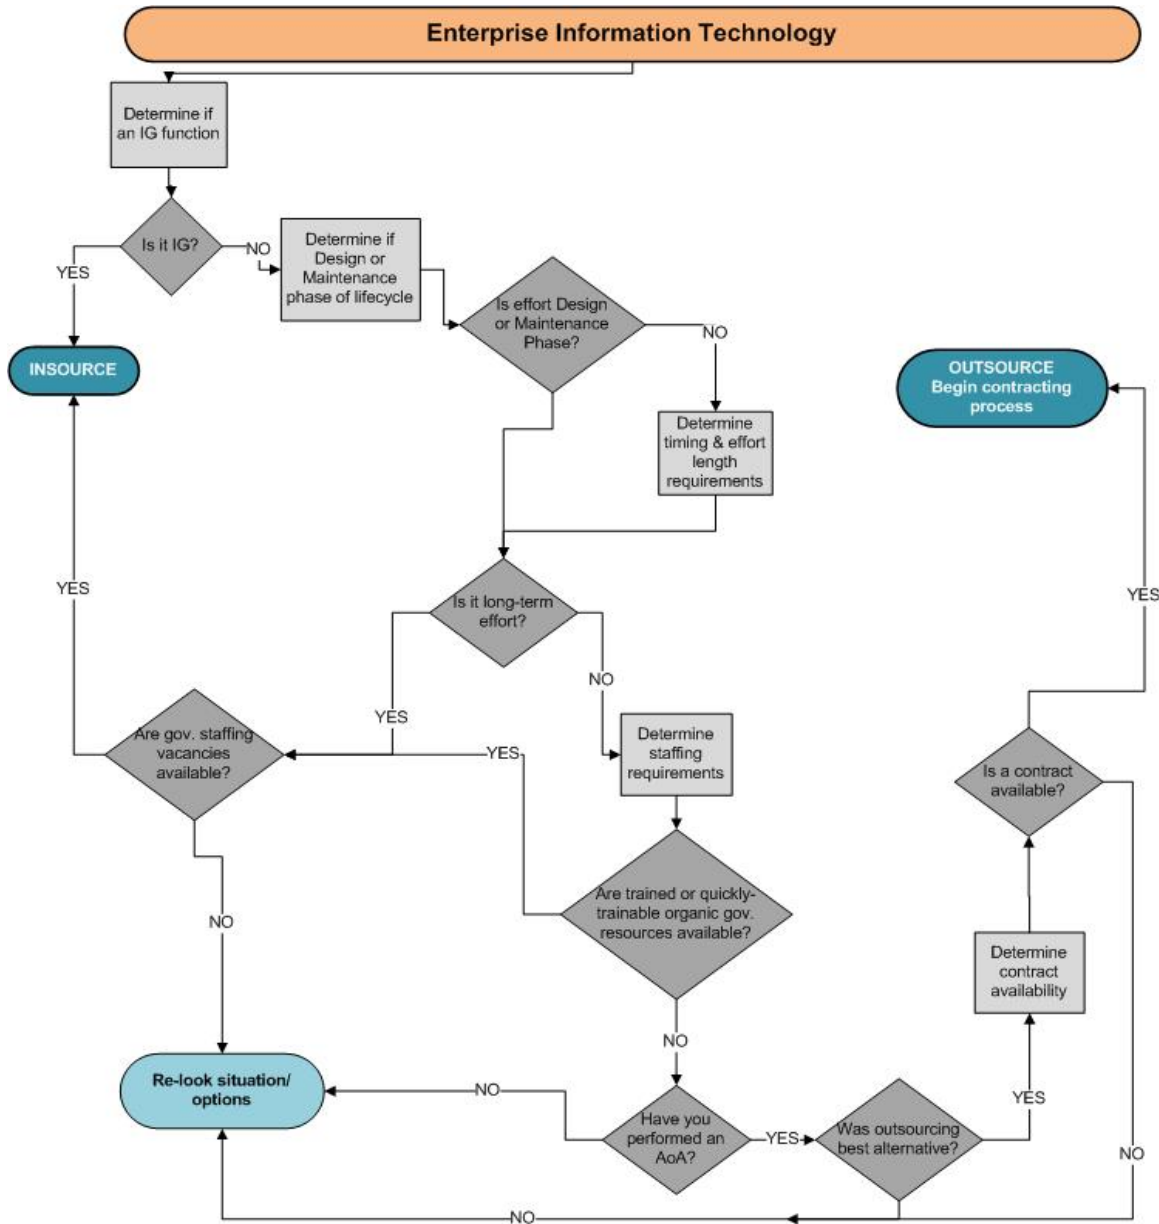 Enterprise Information Technology
Determine if
an IG function
Is it IG?
NO
YES
Determine if
Design or
Maintenance
phase of lifecycle
Is effort Design
or Maintenance
Phase?
NO
INSOURCE
OUTSOURCE
Begin contracting
process
Determine
timing & effort
length
requirements
YES
Is it long-term
effort?
YES
NO
YES
YES
Are gov. staffing
vacancies
available?
Determine
staffing
requirements
Is a contract
available?
Are trained or quickly-
trainable organic gov.
resources available?
NO
Determine
contract
availability
NO
Re-look situation/
options
NO
Have you
performed an
AoA?
YES
Was outsourcing
best alternative?
YES
NO
NO